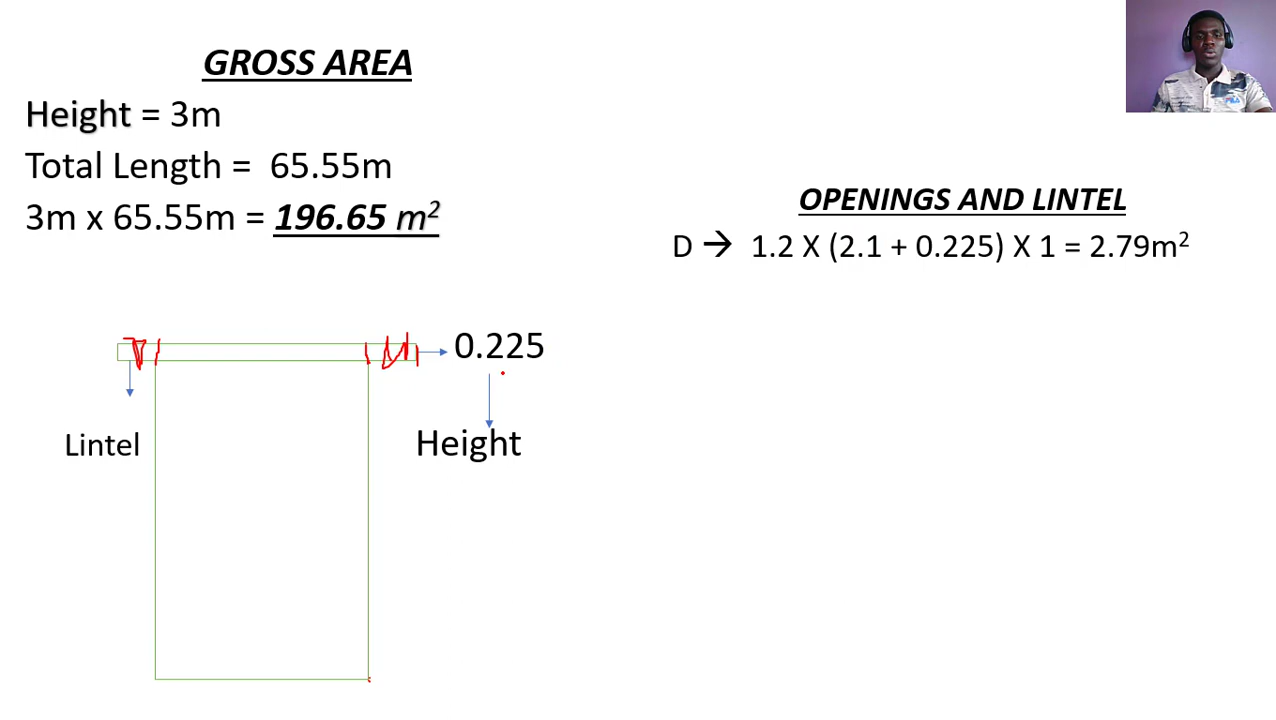 GROSS AREA
Height = 3m
Total Length = 65.55m
3m x 65.55m = 196.65 m²
OPENINGS AND LINTEL
D → 1.2 X (2.1 + 0.225) X 1 = 2.79m²
0.225
Lintel
Height
FILA